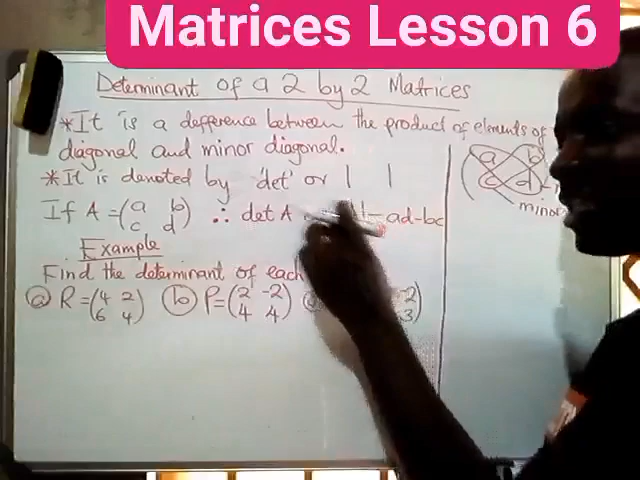 Matrices Lesson 6
Determinant of a 2 by 2 Matrices
*It is a defference between the product of elements of
diagonal and minor diagonal.
*It is denoted by 'det' or | |
If A = (a b
c d) ∴ det A = ad-bc
a b
c d
minor
Example
Find the determinant of each
(a) R = (4 2
6 4) (b) P = (2 -2
4 4) -2
3)